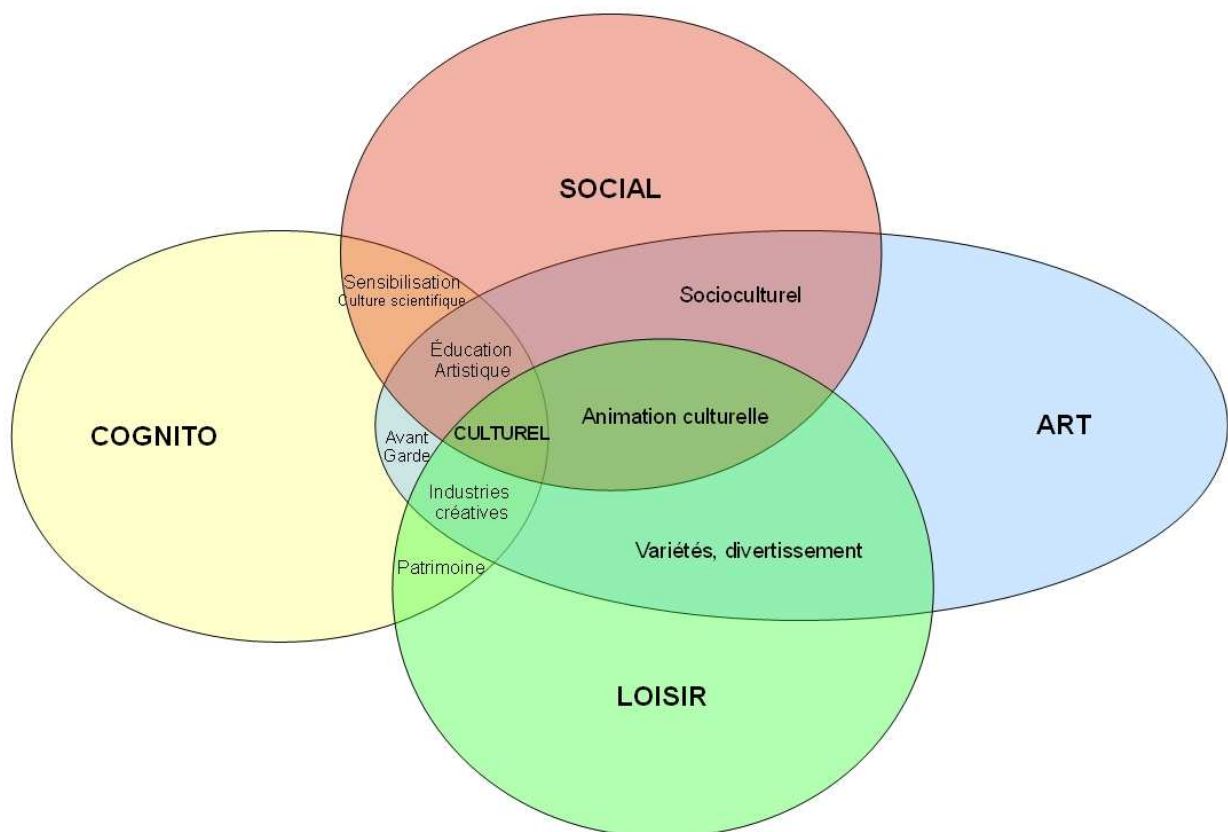 SOCIAL
Sensibilisation
Culture scientifique
Socioculturel
Éducation
Artistique
Animation culturelle
COGNITO
Avant
Garde
CULTUREL
ART
Industries
créatives
Variétés, divertissement
Patrimoine
LOISIR